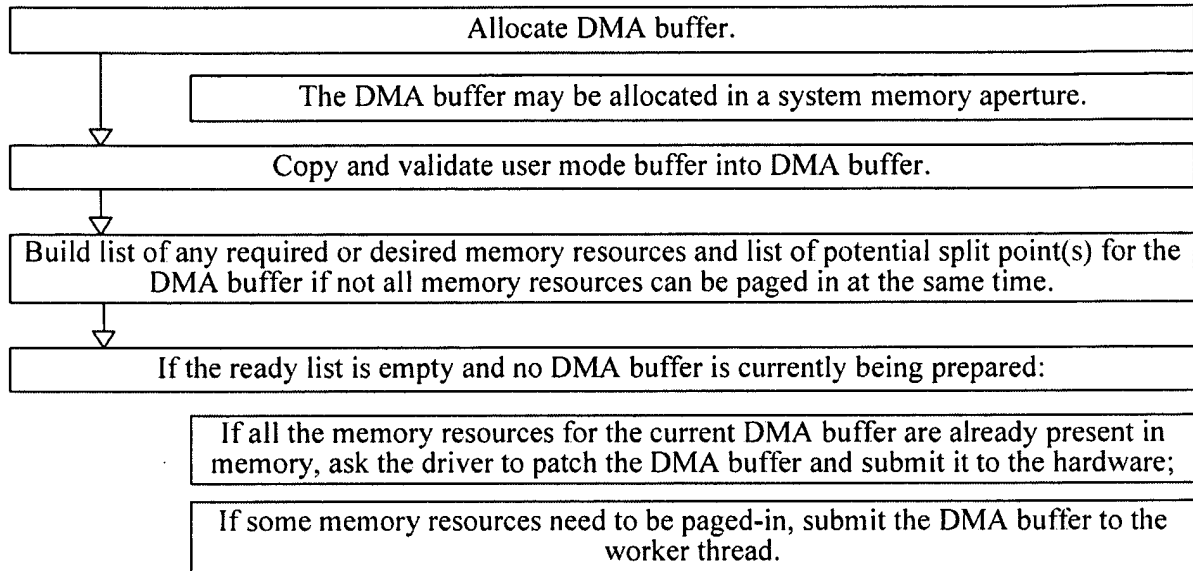 Allocate DMA buffer.
The DMA buffer may be allocated in a system memory aperture.
Copy and validate user mode buffer into DMA buffer.
Build list of any required or desired memory resources and list of potential split point(s) for the
DMA buffer if not all memory resources can be paged in at the same time.
If the ready list is empty and no DMA buffer is currently being prepared:
If all the memory resources for the current DMA buffer are already present in
memory, ask the driver to patch the DMA buffer and submit it to the hardware;
If some memory resources need to be paged-in, submit the DMA buffer to the
worker thread.